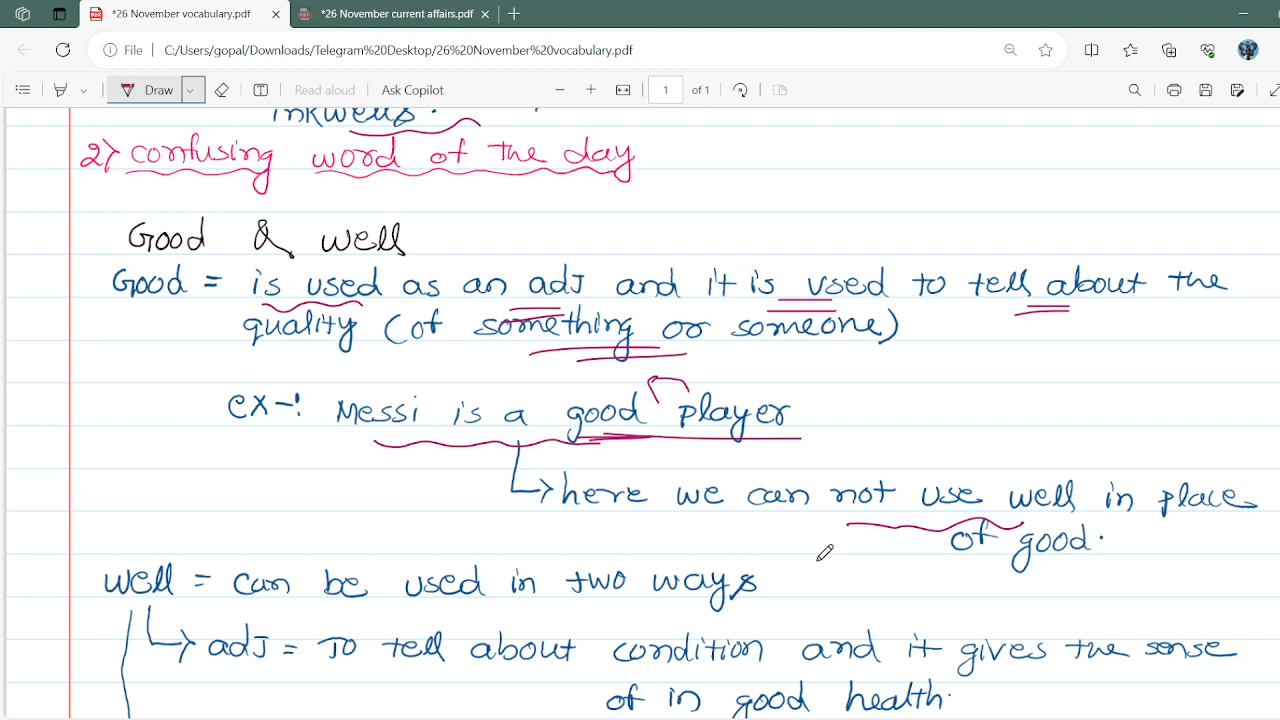 *26 November vocabulary.pdf
*26 November current affairs.pdf
File C:/Users/gopal/Downloads/Telegram%20Desktop/26%20November%20vocabulary.pdf
Draw Read aloud Ask Copilot 1 of 1
inkwells.
2) confusing word of the day
Good & well
Good = is used as an adj and it is used to tell about the
quality (of something or someone)
ex-: Messi is a good player
here we can not use well in place
of good.
well = can be used in two ways
adj = To tell about condition and it gives the sense
of in good health.